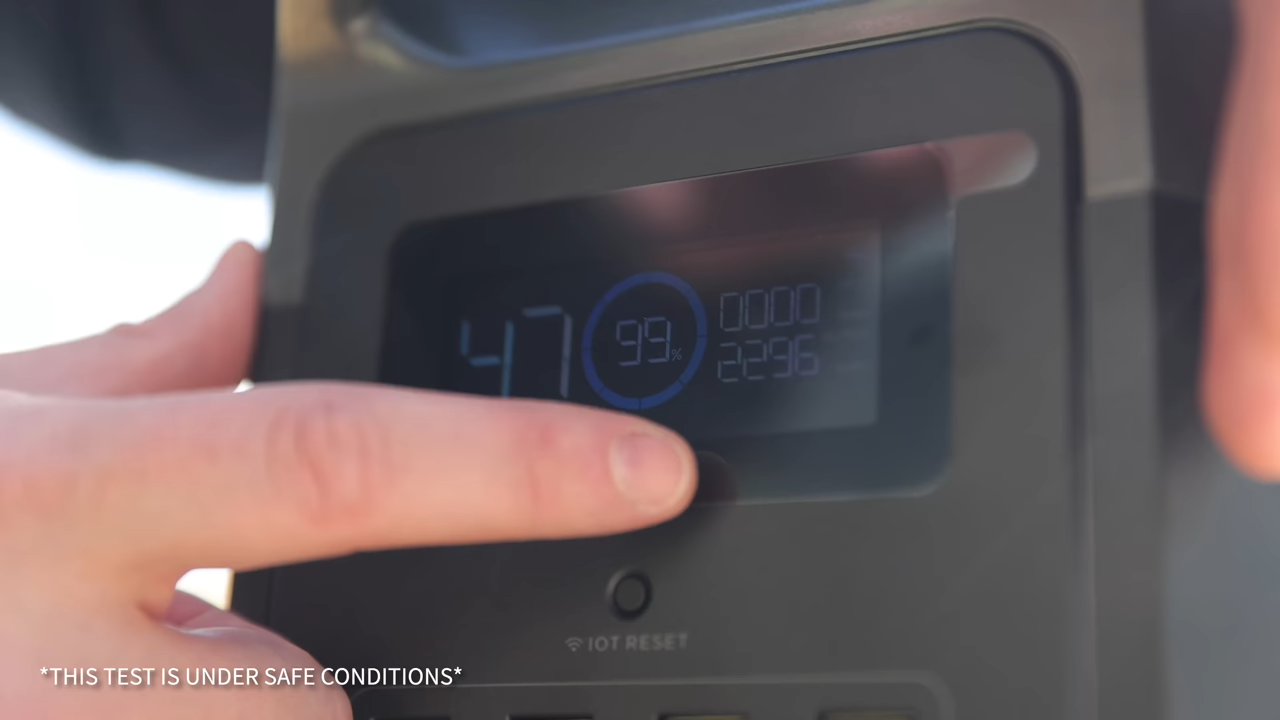 47
99%
0000
2296
IOT RESET
*THIS TEST IS UNDER SAFE CONDITIONS*